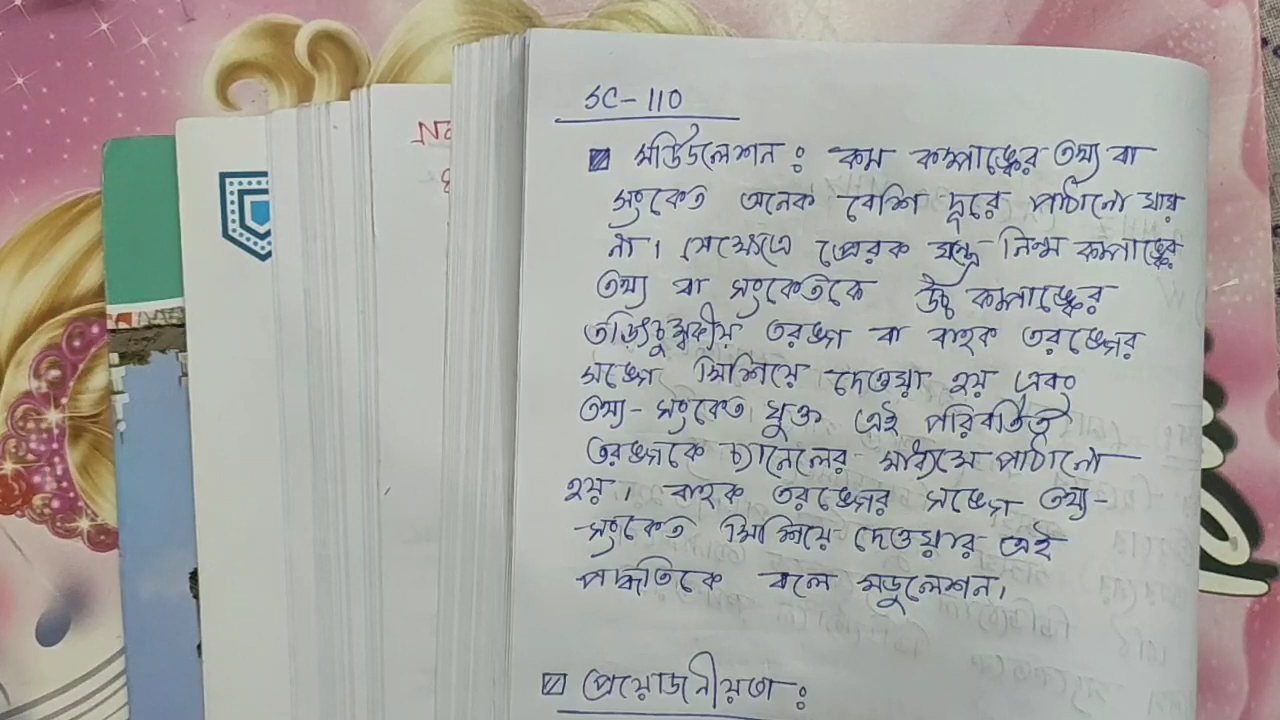 SC-110
মডিউলেশন : কম কম্পাঙ্কের তথ্য বা
সংকেত অনেক বেশি দূরে পাঠানো যায়
না। সেক্ষেত্রে প্রেরক যন্ত্রে নিম্ন কম্পাঙ্কের
তথ্য বা সংকেতকে উচ্চ কম্পাঙ্কের
তড়িৎচুম্বকীয় তরঙ্গ বা বাহক তরঙ্গের
সঙ্গে মিশিয়ে দেওয়া হয় এবং
তথ্য-সংকেত যুক্ত এই পরিবর্তিত
তরঙ্গকে চ্যানেলের মাধ্যমে পাঠানো
হয়। বাহক তরঙ্গের সঙ্গে তথ্য-
-সংকেত মিশিয়ে দেওয়ার এই
পদ্ধতিকে বলে মডুলেশন।
প্রয়োজনীয়তা :